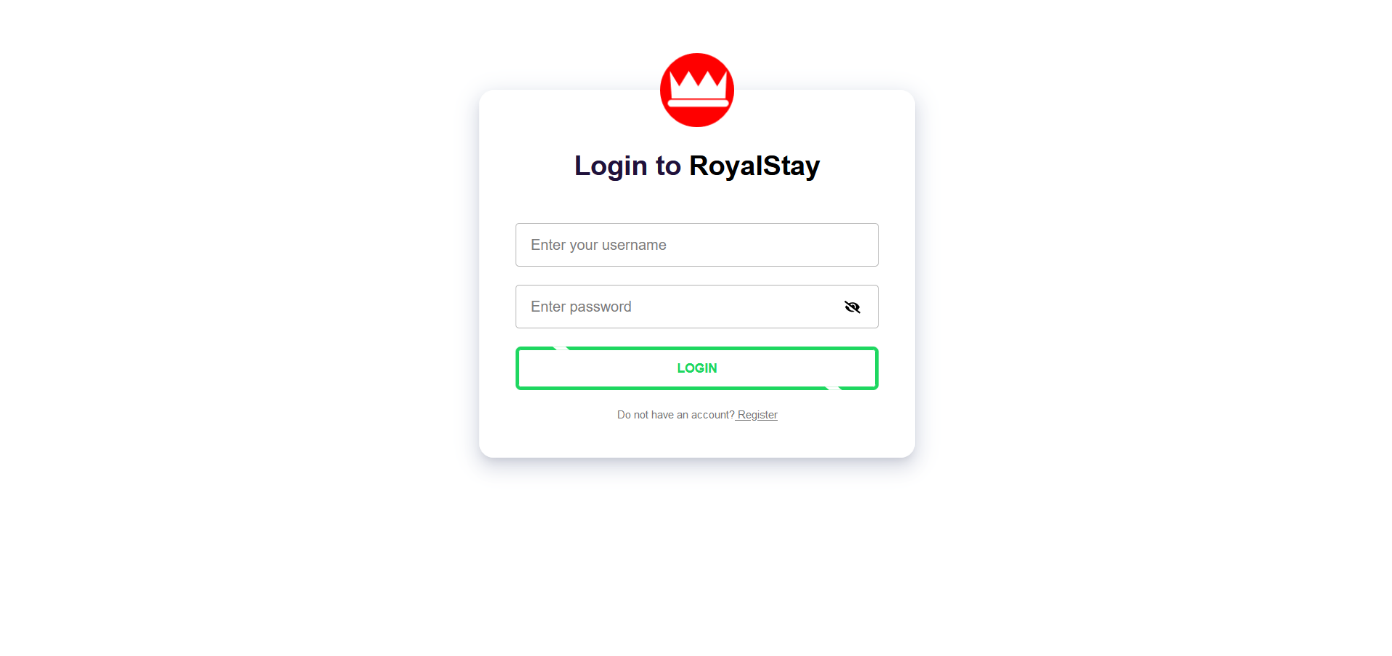 Login to RoyalStay
Enter your username
Enter password
LOGIN
Do not have an account? Register